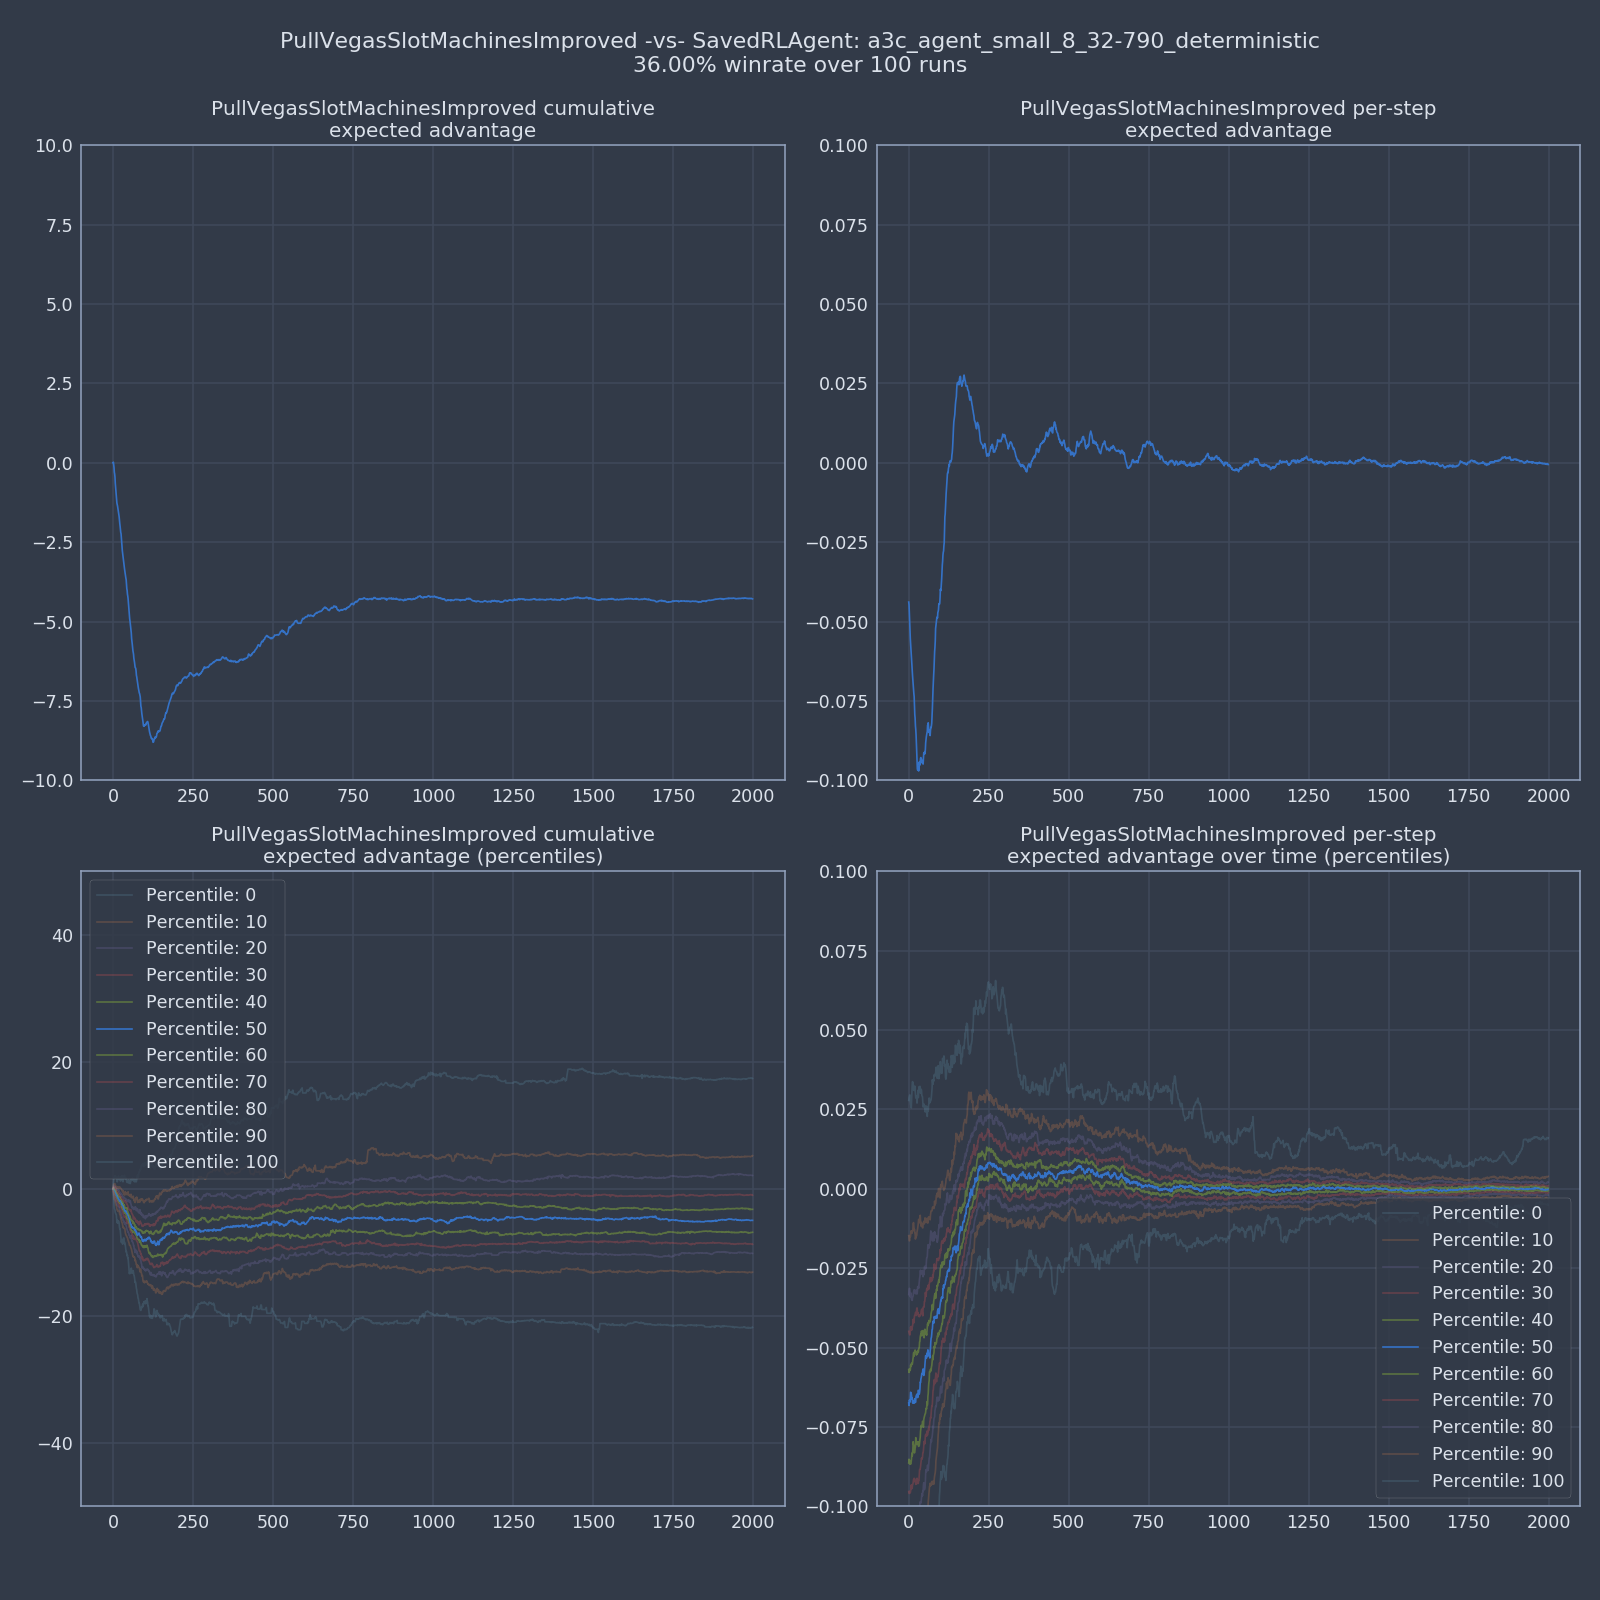 PullVegasSlotMachinesImproved -vs- SavedRLAgent: a3c_agent_small_8_32-790_deterministic
36.00% winrate over 100 runs
PullVegasSlotMachinesImproved cumulative
expected advantage
10.0
7.5
5.0
2.5
0.0
−2.5
−5.0
−7.5
−10.0
0 250 500 750 1000 1250 1500 1750 2000
PullVegasSlotMachinesImproved per-step
expected advantage
0.100
0.075
0.050
0.025
0.000
−0.025
−0.050
−0.075
−0.100
0 250 500 750 1000 1250 1500 1750 2000
PullVegasSlotMachinesImproved cumulative
expected advantage (percentiles)
40
20
0
−20
−40
Percentile: 0
Percentile: 10
Percentile: 20
Percentile: 30
Percentile: 40
Percentile: 50
Percentile: 60
Percentile: 70
Percentile: 80
Percentile: 90
Percentile: 100
0 250 500 750 1000 1250 1500 1750 2000
PullVegasSlotMachinesImproved per-step
expected advantage over time (percentiles)
0.100
0.075
0.050
0.025
0.000
−0.025
−0.050
−0.075
−0.100
Percentile: 0
Percentile: 10
Percentile: 20
Percentile: 30
Percentile: 40
Percentile: 50
Percentile: 60
Percentile: 70
Percentile: 80
Percentile: 90
Percentile: 100
0 250 500 750 1000 1250 1500 1750 2000